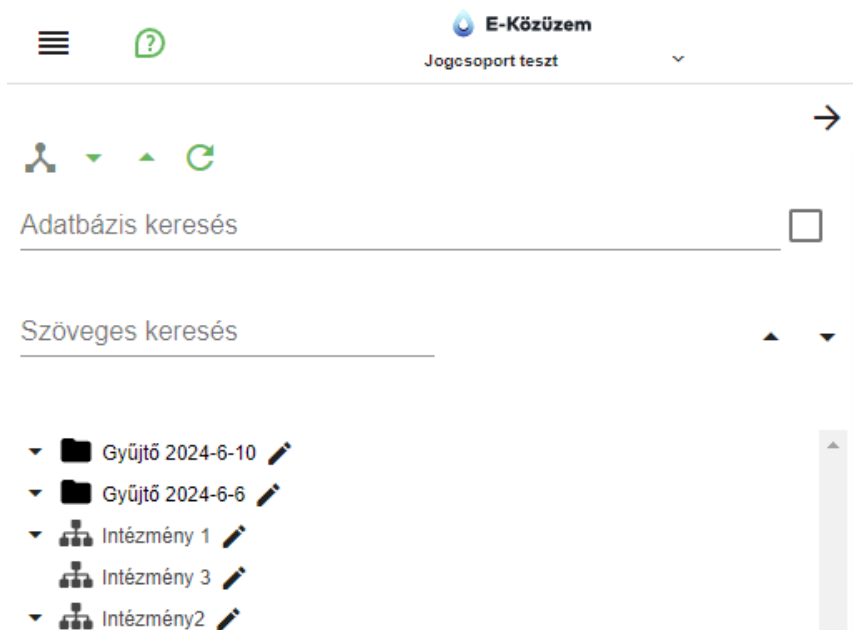 E-Közüzem
Jogcsoport teszt
Adatbázis keresés
Szöveges keresés
Gyűjtő 2024-6-10
Gyűjtő 2024-6-6
Intézmény 1
Intézmény 3
Intézmény2